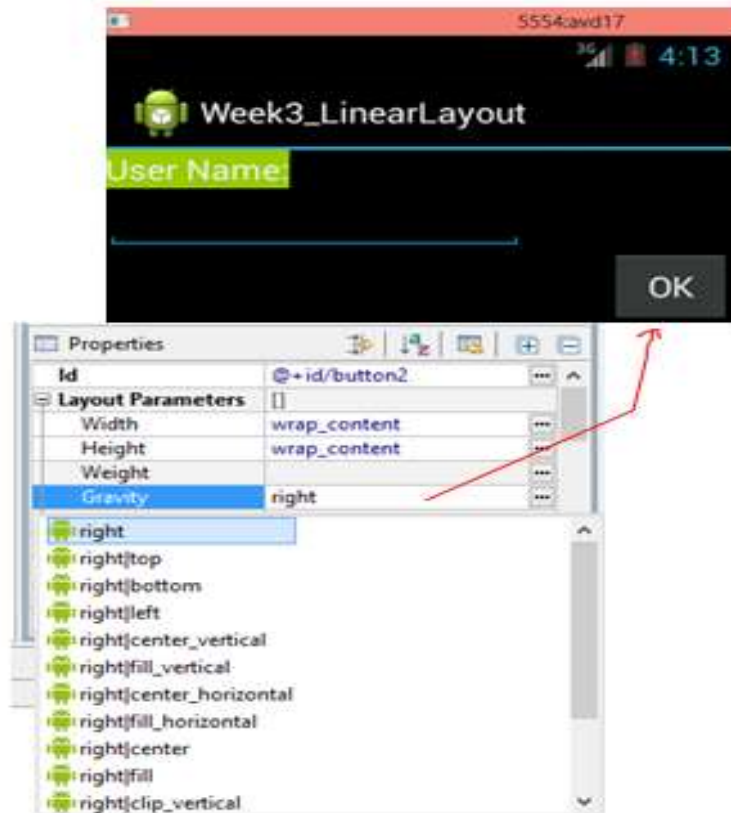 5554:avd17
3G 4:13
Week3_LinearLayout
User Name:
OK
Properties
Id @+id/button2
Layout Parameters []
Width wrap_content
Height wrap_content
Weight
Gravity right
right
right|top
right|bottom
right|left
right|center_vertical
right|fill_vertical
right|center_horizontal
right|fill_horizontal
right|center
right|fill
right|clip_vertical